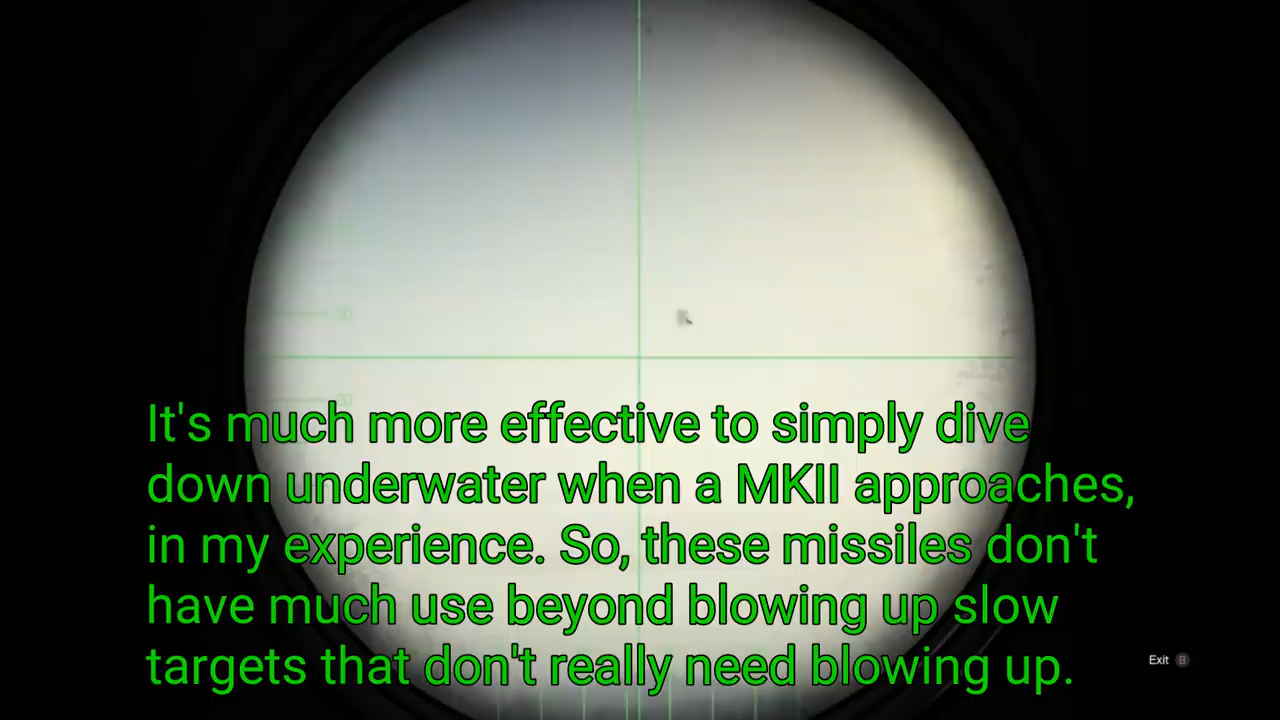 It's much more effective to simply dive
down underwater when a MKII approaches,
in my experience. So, these missiles don't
have much use beyond blowing up slow
targets that don't really need blowing up.
Exit B